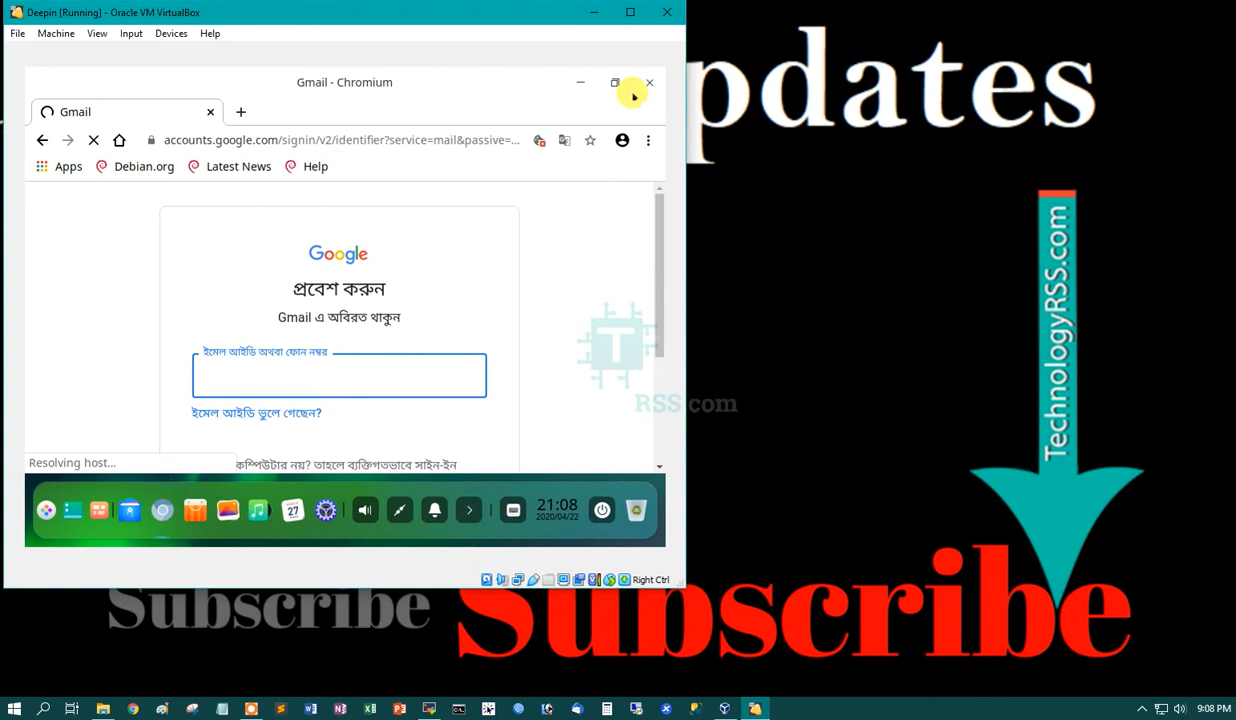 Deepin [Running] - Oracle VM VirtualBox
File Machine View Input Devices Help
Gmail - Chromium
Gmail
accounts.google.com/signin/v2/identifier?service=mail&passive=...
Apps Debian.org Latest News Help
Google
প্রবেশ করুন
Gmail এ অবিরত থাকুন
ইমেল আইডি অথবা ফোন নম্বর
ইমেল আইডি ভুলে গেছেন?
কম্পিউটার নয়? তাহলে ব্যক্তিগতভাবে সাইন-ইন
Resolving host...
27
21:08
2020/04/22
Right Ctrl
pdates
TechnologyRSS.com
T
RSS.com
Subscribe
Subscribe
9:08 PM